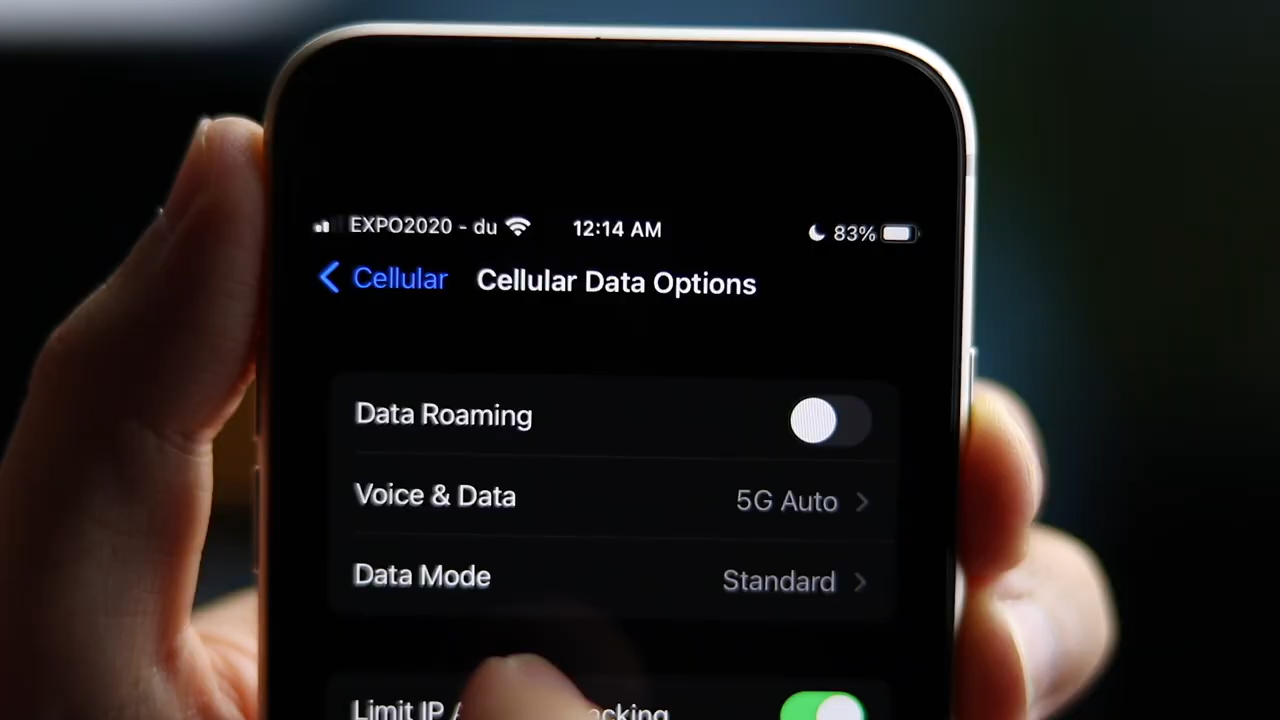 EXPO2020 - du 12:14 AM 83%
Cellular Cellular Data Options
Data Roaming
Voice & Data 5G Auto
Data Mode Standard
Limit IP